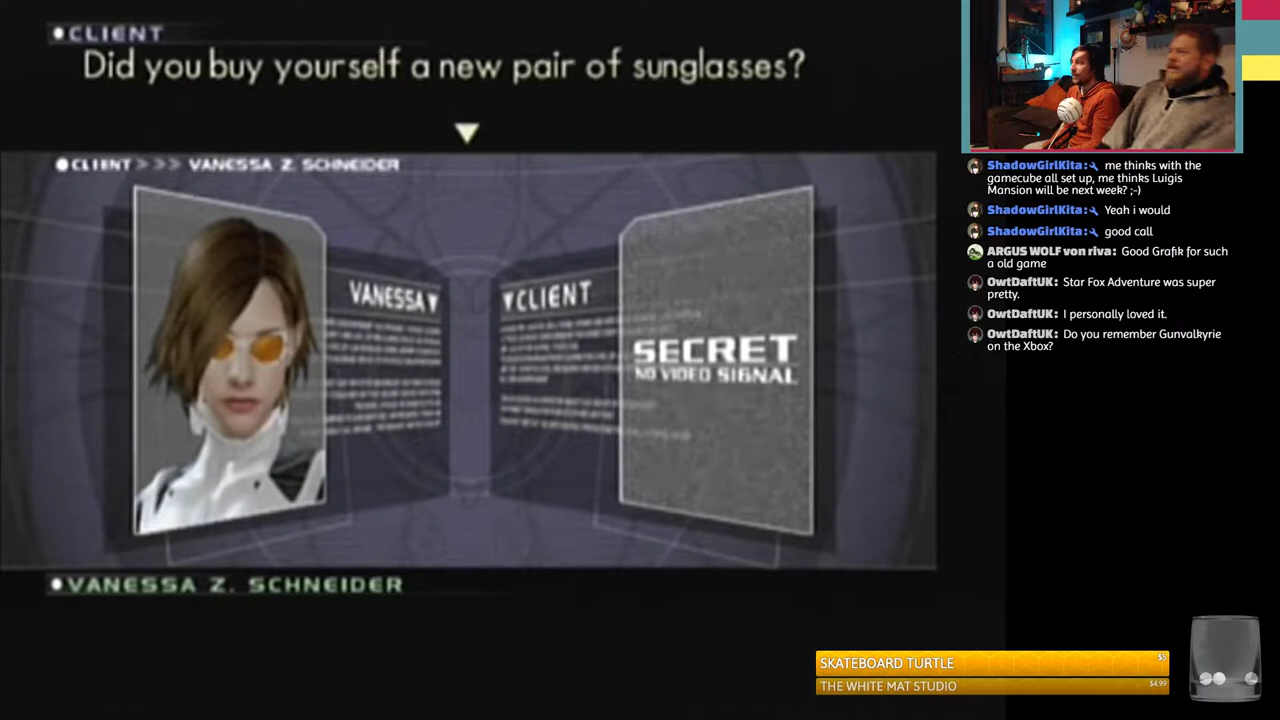 CLIENT
Did you buy yourself a new pair of sunglasses?
CLIENT > > > VANESSA Z. SCHNEIDER
VANESSA▼
▼CLIENT
SECRET
NO VIDEO SIGNAL
VANESSA Z. SCHNEIDER
ShadowGirlKita: me thinks with the
gamecube all set up, me thinks Luigis
Mansion will be next week? ;-)
ShadowGirlKita: Yeah i would
ShadowGirlKita: good call
ARGUS WOLF von riva: Good Grafik for such
a old game
OwtDaftUK: Star Fox Adventure was super
pretty.
OwtDaftUK: I personally loved it.
OwtDaftUK: Do you remember Gunvalkyrie
on the Xbox?
SKATEBOARD TURTLE $5
THE WHITE MAT STUDIO $4.99